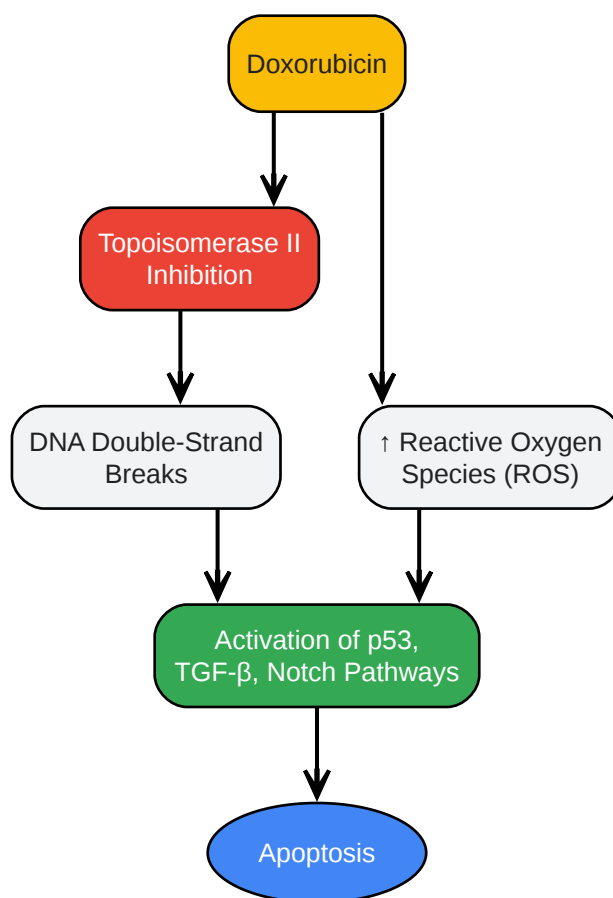 Doxorubicin
Topoisomerase II
Inhibition
DNA Double-Strand
Breaks
↑ Reactive Oxygen
Species (ROS)
Activation of p53,
TGF-β, Notch Pathways
Apoptosis